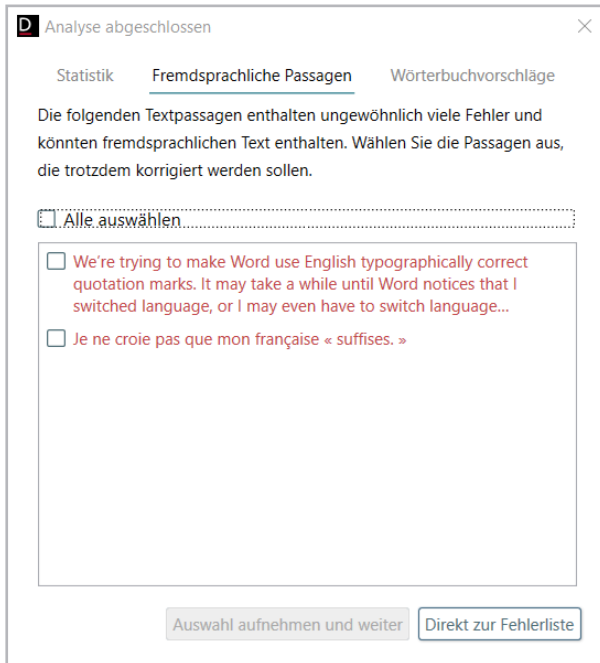 D Analyse abgeschlossen
Statistik Fremdsprachliche Passagen Wörterbuchvorschläge
Die folgenden Textpassagen enthalten ungewöhnlich viele Fehler und
könnten fremdsprachlichen Text enthalten. Wählen Sie die Passagen aus,
die trotzdem korrigiert werden sollen.
Alle auswählen
We're trying to make Word use English typographically correct
quotation marks. It may take a while until Word notices that I
switched language, or I may even have to switch language...
Je ne croie pas que mon française « suffises. »
Auswahl aufnehmen und weiter Direkt zur Fehlerliste